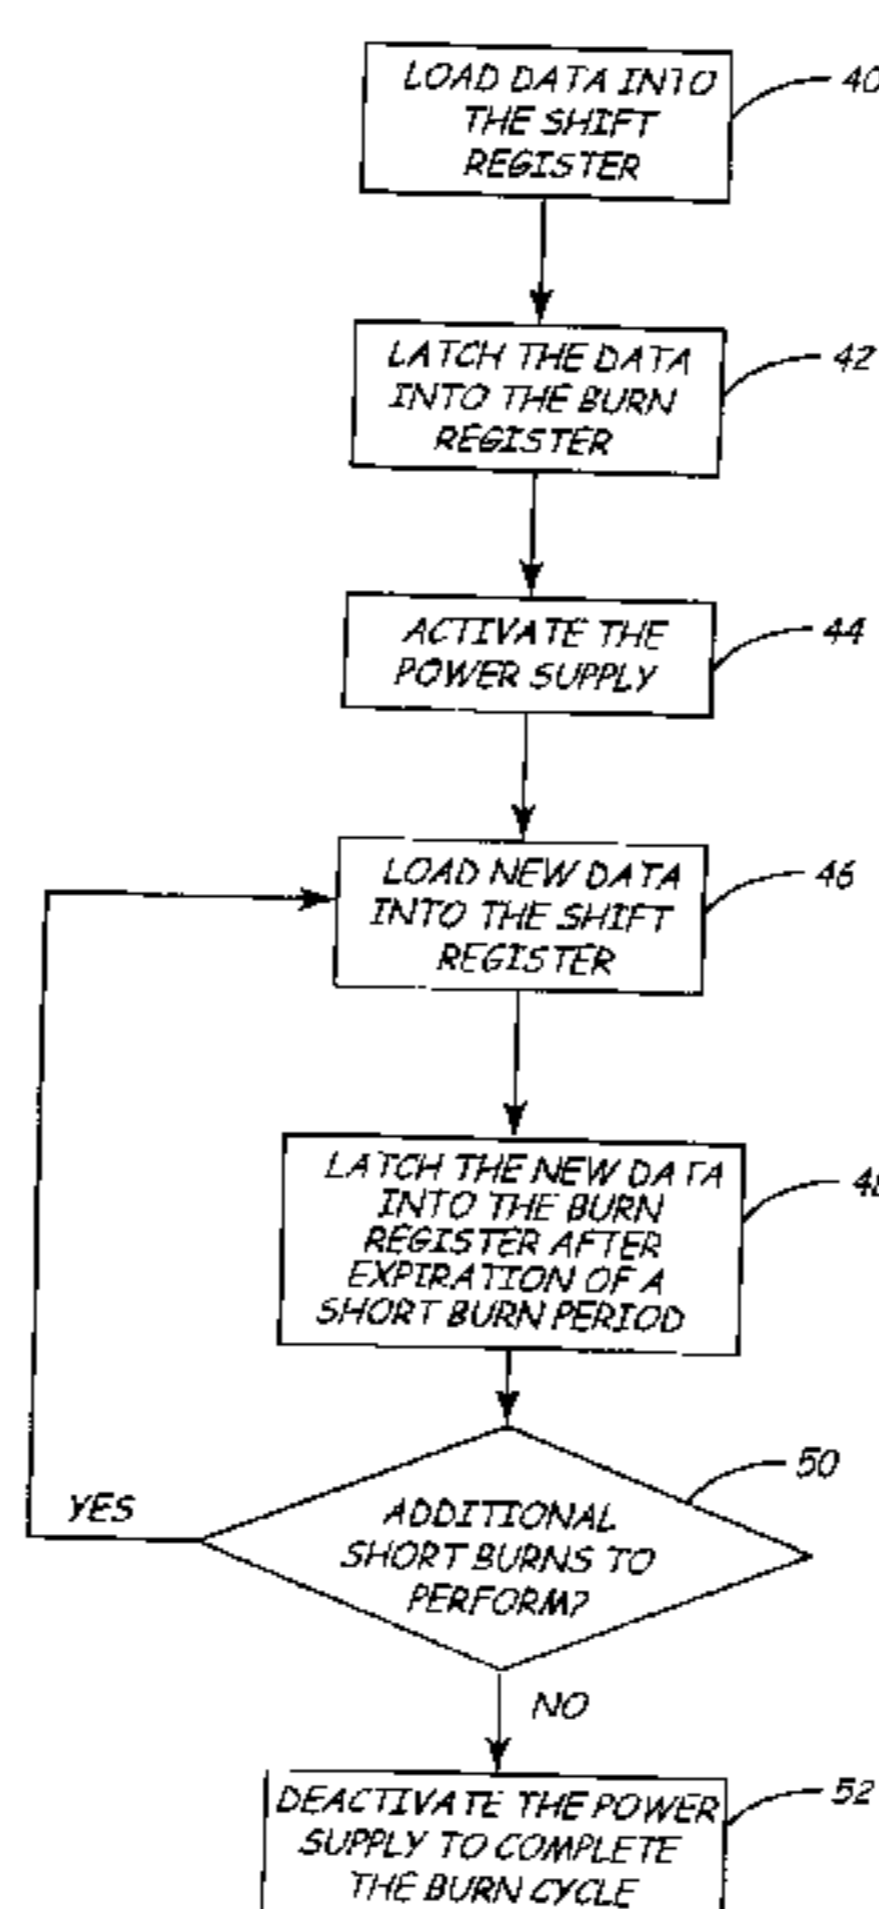 LOAD DATA INTO
THE SHIFT
REGISTER
40
LATCH THE DATA
INTO THE BURN
REGISTER
42
ACTIVATE THE
POWER SUPPLY
44
LOAD NEW DATA
INTO THE SHIFT
REGISTER
46
LATCH THE NEW DATA
INTO THE BURN
REGISTER AFTER
EXPIRATION OF A
SHORT BURN PERIOD
48
ADDITIONAL
SHORT BURNS TO
PERFORM?
50
YES
NO
DEACTIVATE THE POWER
SUPPLY TO COMPLETE
THE BURN CYCLE
52